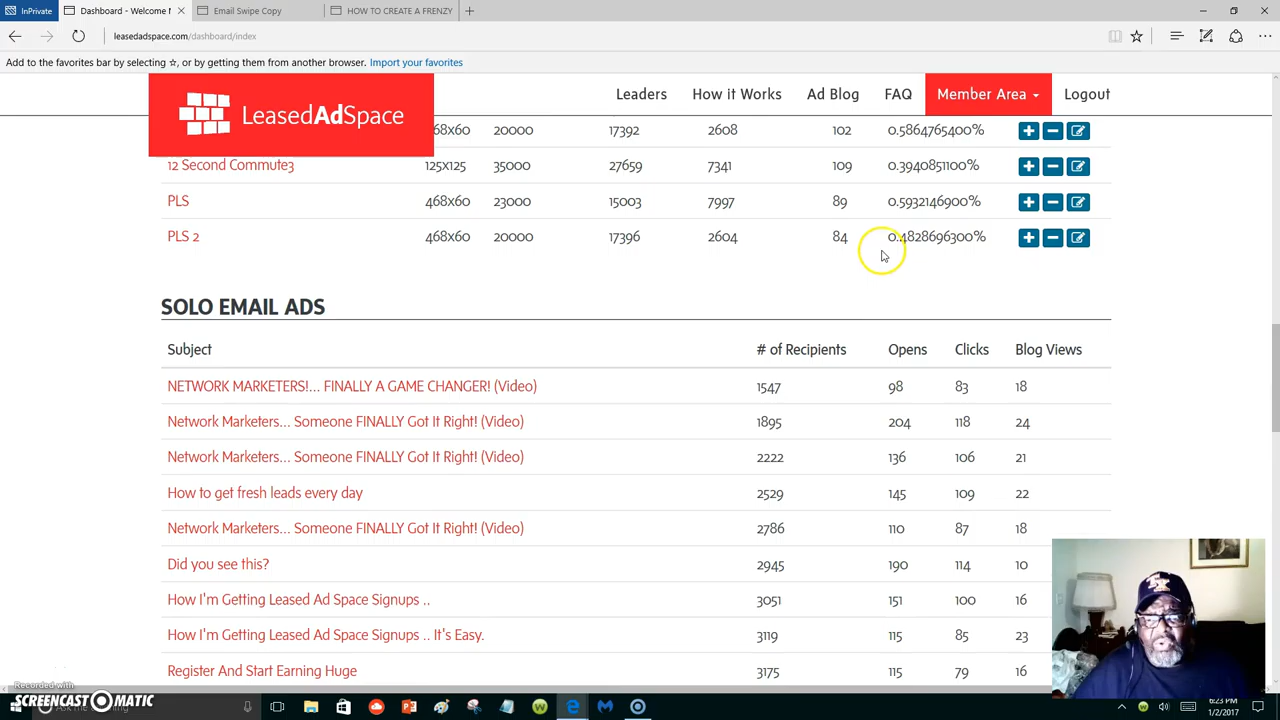 InPrivate
Dashboard - Welcome M
Email Swipe Copy
HOW TO CREATE A FRENZY
leasedadspace.com/dashboard/index
Add to the favorites bar by selecting ☆, or by getting them from another browser. Import your favorites
LeasedAdSpace
Leaders How it Works Ad Blog FAQ Member Area Logout
468x60 20000 17392 2608 102 0.5864765400%
12 Second Commute3 125x125 35000 27659 7341 109 0.3940851100%
PLS 468x60 23000 15003 7997 89 0.5932146900%
PLS 2 468x60 20000 17396 2604 84 0.4828696300%
SOLO EMAIL ADS
Subject # of Recipients Opens Clicks Blog Views
NETWORK MARKETERS!... FINALLY A GAME CHANGER! (Video) 1547 98 83 18
Network Marketers... Someone FINALLY Got It Right! (Video) 1895 204 118 24
Network Marketers... Someone FINALLY Got It Right! (Video) 2222 136 106 21
How to get fresh leads every day 2529 145 109 22
Network Marketers... Someone FINALLY Got It Right! (Video) 2786 110 87 18
Did you see this? 2945 190 114 10
How I'm Getting Leased Ad Space Signups .. 3051 151 100 16
How I'm Getting Leased Ad Space Signups .. It's Easy. 3119 115 85 23
Register And Start Earning Huge 3175 115 79 16
Recorded with
SCREENCAST O MATIC
6:23 PM
1/2/2017